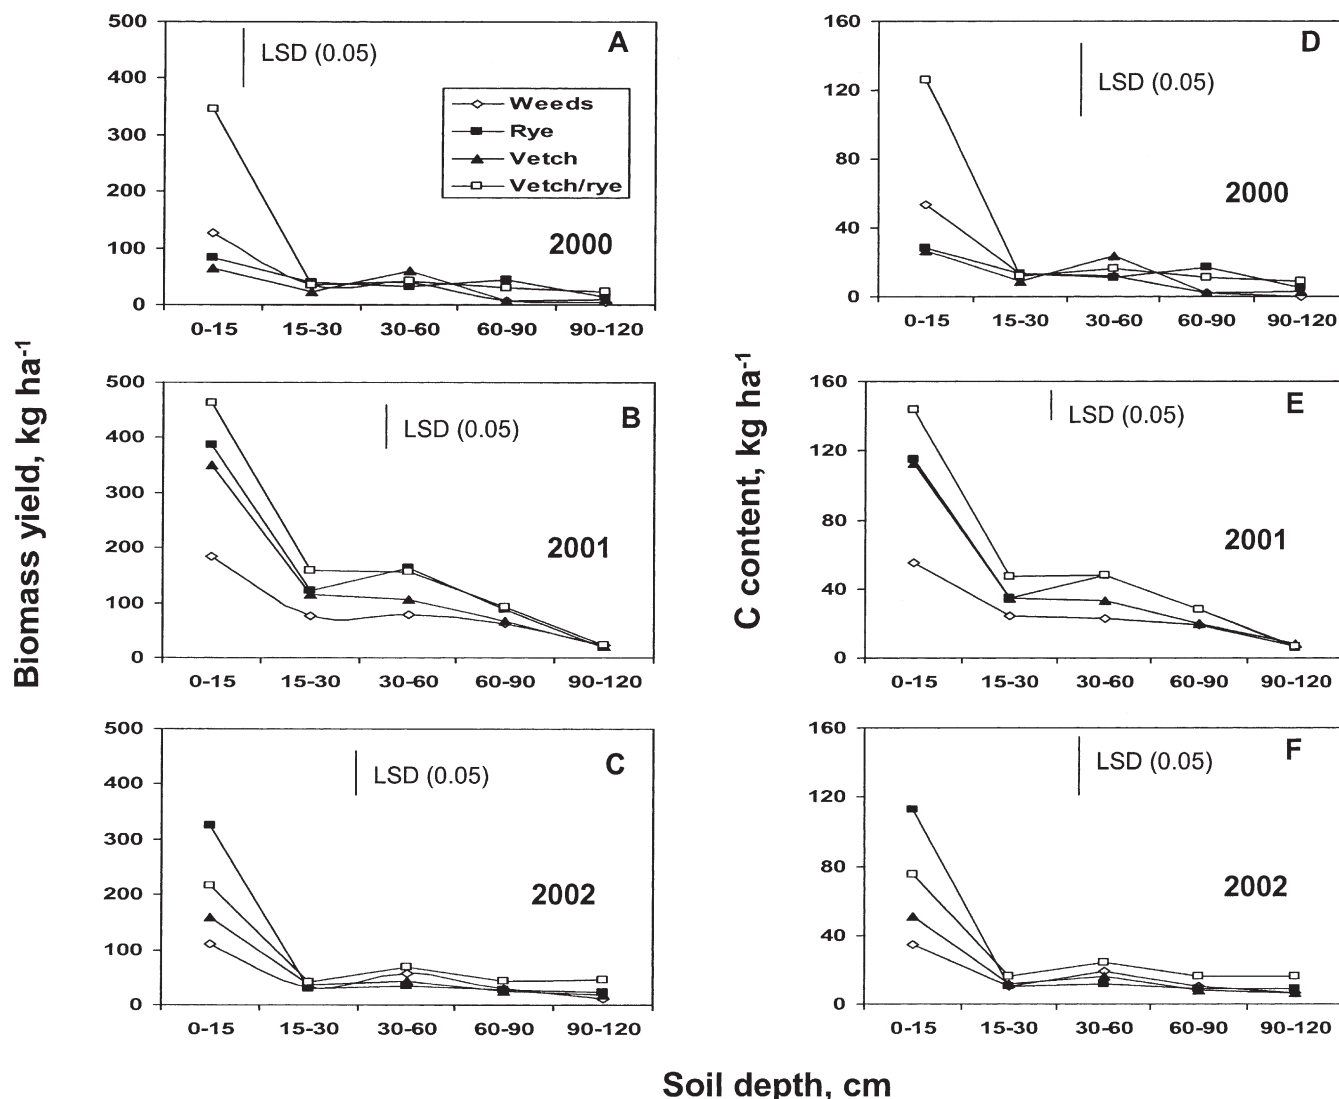 Biomass yield, kg ha⁻¹
500
400
300
200
100
0
LSD (0.05)
A
Weeds
Rye
Vetch
Vetch/rye
2000
0-15 15-30 30-60 60-90 90-120
500
400
300
200
100
0
LSD (0.05)
B
2001
0-15 15-30 30-60 60-90 90-120
500
400
300
200
100
0
LSD (0.05)
C
2002
0-15 15-30 30-60 60-90 90-120
C content, kg ha⁻¹
160
120
80
40
0
LSD (0.05)
D
2000
0-15 15-30 30-60 60-90 90-120
160
120
80
40
0
LSD (0.05)
E
2001
0-15 15-30 30-60 60-90 90-120
160
120
80
40
0
LSD (0.05)
F
2002
0-15 15-30 30-60 60-90 90-120
Soil depth, cm